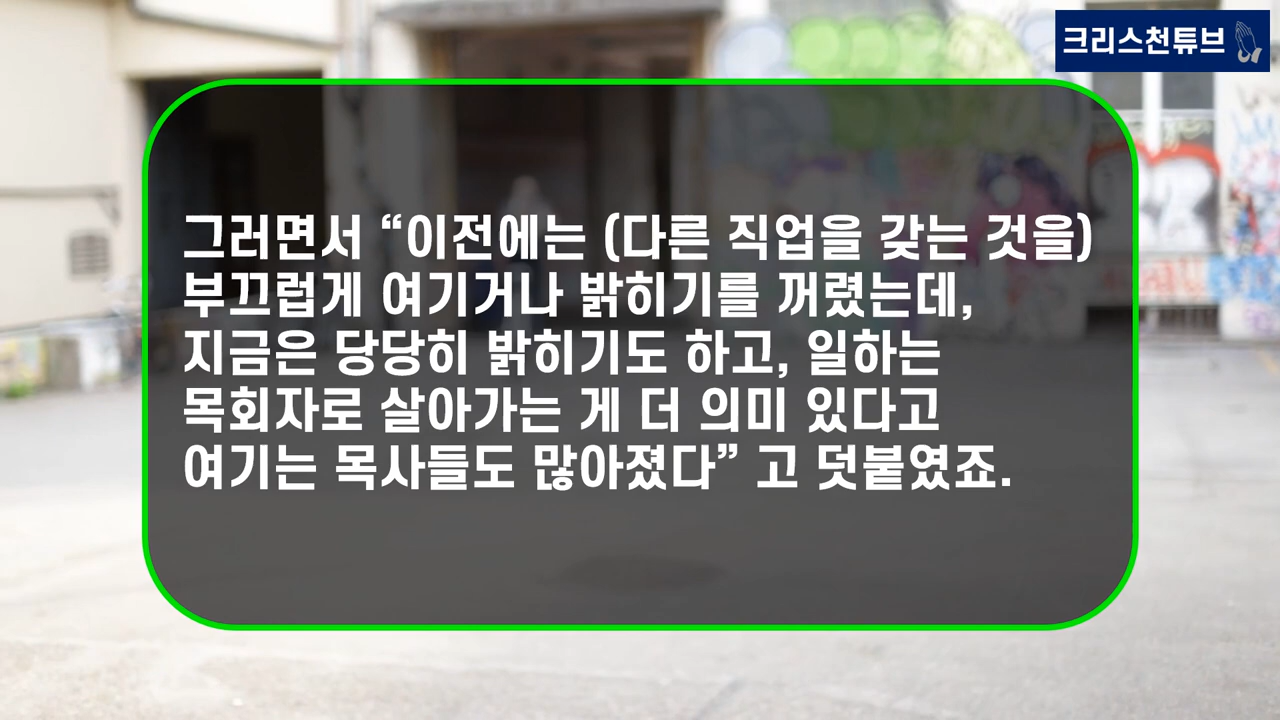 크리스천튜브
그러면서 “이전에는 (다른 직업을 갖는 것을)
부끄럽게 여기거나 밝히기를 꺼렸는데,
지금은 당당히 밝히기도 하고, 일하는
목회자로 살아가는 게 더 의미 있다고
여기는 목사들도 많아졌다” 고 덧붙였죠.